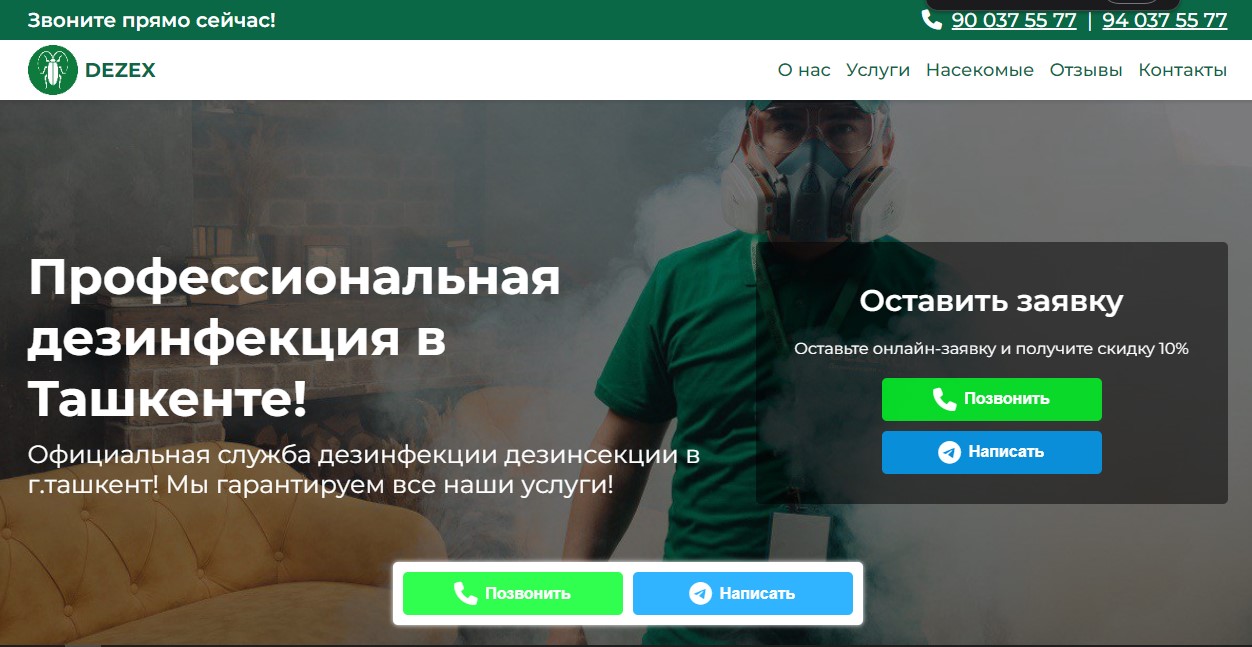 Звоните прямо сейчас!
90 037 55 77 | 94 037 55 77
DEZEX
О нас Услуги Насекомые Отзывы Контакты
Профессиональная
дезинфекция в
Ташкенте!
Официальная служба дезинфекции дезинсекции в
г.ташкент! Мы гарантируем все наши услуги!
Оставить заявку
Оставьте онлайн-заявку и получите скидку 10%
Позвонить
Написать
Позвонить
Написать